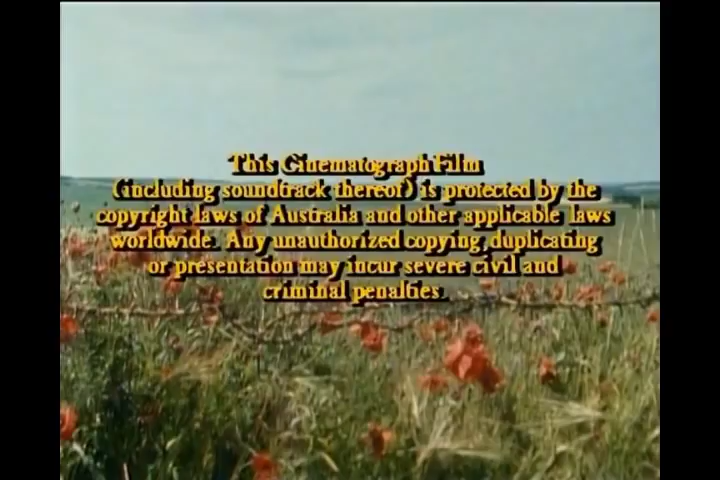 This Cinematograph Film
(including soundtrack thereof) is protected by the
copyright laws of Australia and other applicable laws
worldwide. Any unauthorized copying, duplicating
or presentation may incur severe civil and
criminal penalties.